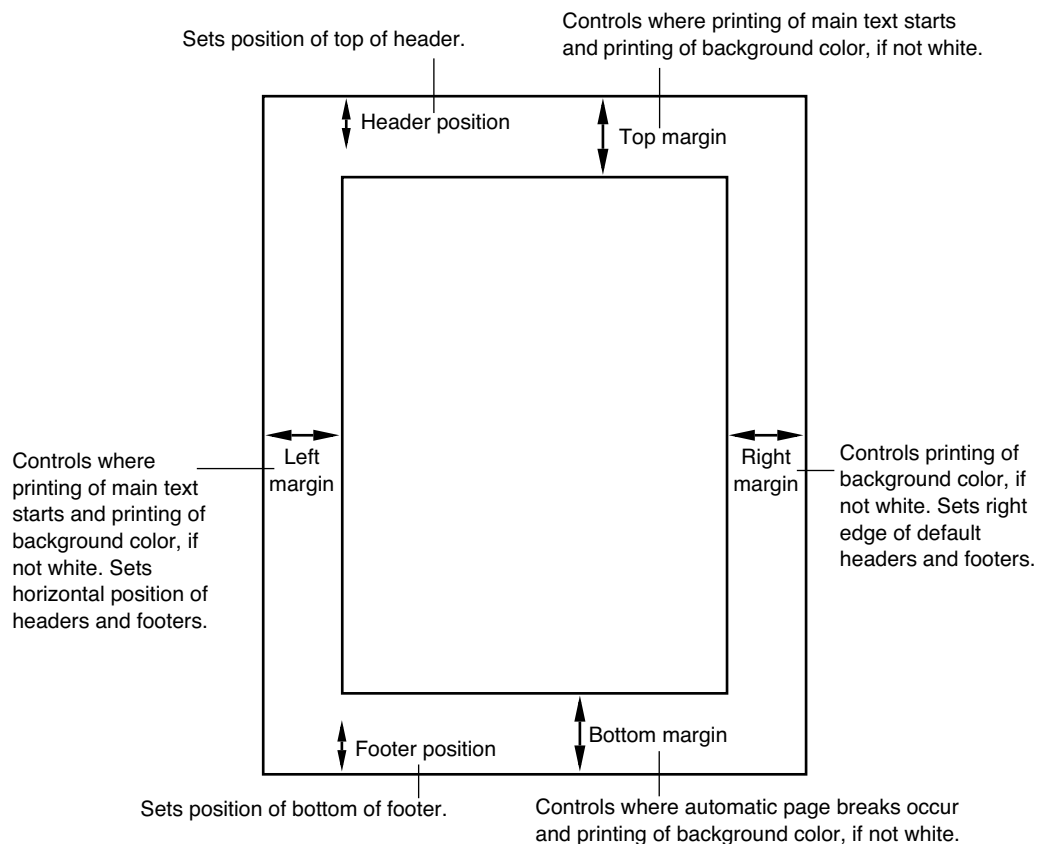 Sets position of top of header.
Controls where printing of main text starts
and printing of background color, if not white.
Header position
Top margin
Left
margin
Right
margin
Controls where
printing of main text
starts and printing of
background color, if
not white. Sets
horizontal position of
headers and footers.
Controls printing of
background color, if
not white. Sets right
edge of default
headers and footers.
Footer position
Bottom margin
Sets position of bottom of footer.
Controls where automatic page breaks occur
and printing of background color, if not white.